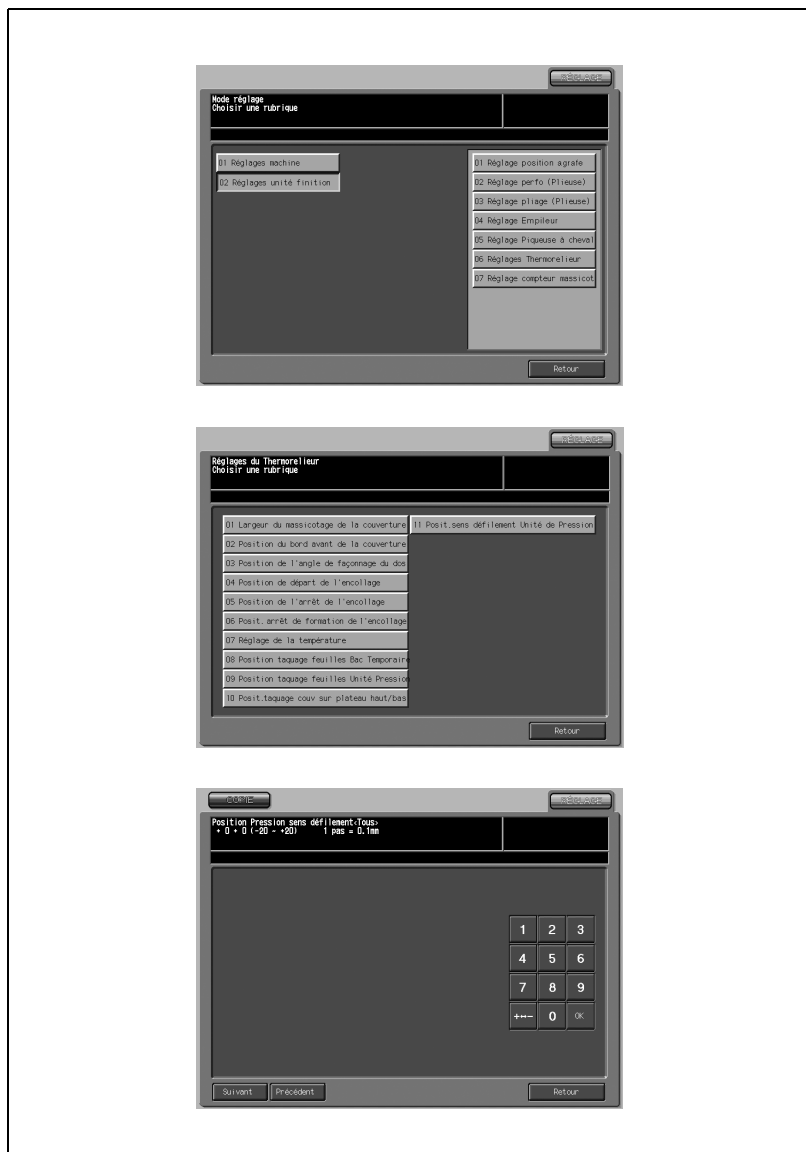 RÉGLAGE
Mode réglage
Choisir une rubrique
01 Réglages machine
02 Réglages unité finition
01 Réglage position agrafe
02 Réglage perfo (Plieuse)
03 Réglage pliage (Plieuse)
04 Réglage Empileur
05 Réglage Piqueuse à cheval
06 Réglages Thermorelieur
07 Réglage compteur massicot
Retour
RÉGLAGE
Réglages du Thermorelieur
Choisir une rubrique
01 Largeur du massicotage de la couverture
02 Position du bord avant de la couverture
03 Position de l'angle de façonnage du dos
04 Position de départ de l'encollage
05 Position de l'arrêt de l'encollage
06 Posit. arrêt de formation de l'encollage
07 Réglage de la température
08 Position taquage feuilles Bac Temporaire
09 Position taquage feuilles Unité Pression
10 Posit.taquage couv sur plateau haut/bas
11 Posit.sens défilement Unité de Pression
Retour
COPIE
RÉGLAGE
Position Pression sens défilement<Tous>
+ 0 + 0 (-20 ~ +20) 1 pas = 0.1mm
1 2 3
4 5 6
7 8 9
+↔- 0 OK
Suivant Précédent Retour